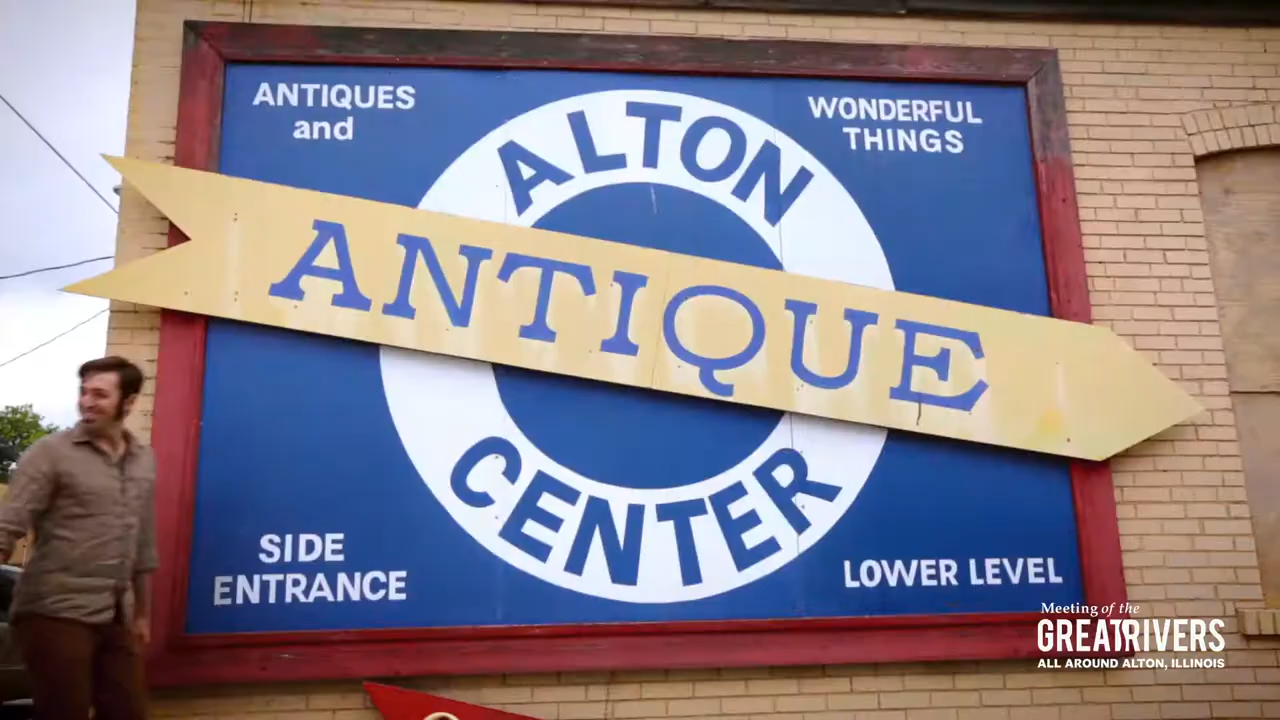 ANTIQUES
and
WONDERFUL
THINGS
ALTON
ANTIQUE
CENTER
SIDE
ENTRANCE
LOWER LEVEL
Meeting of the
GREATRIVERS
ALL AROUND ALTON, ILLINOIS